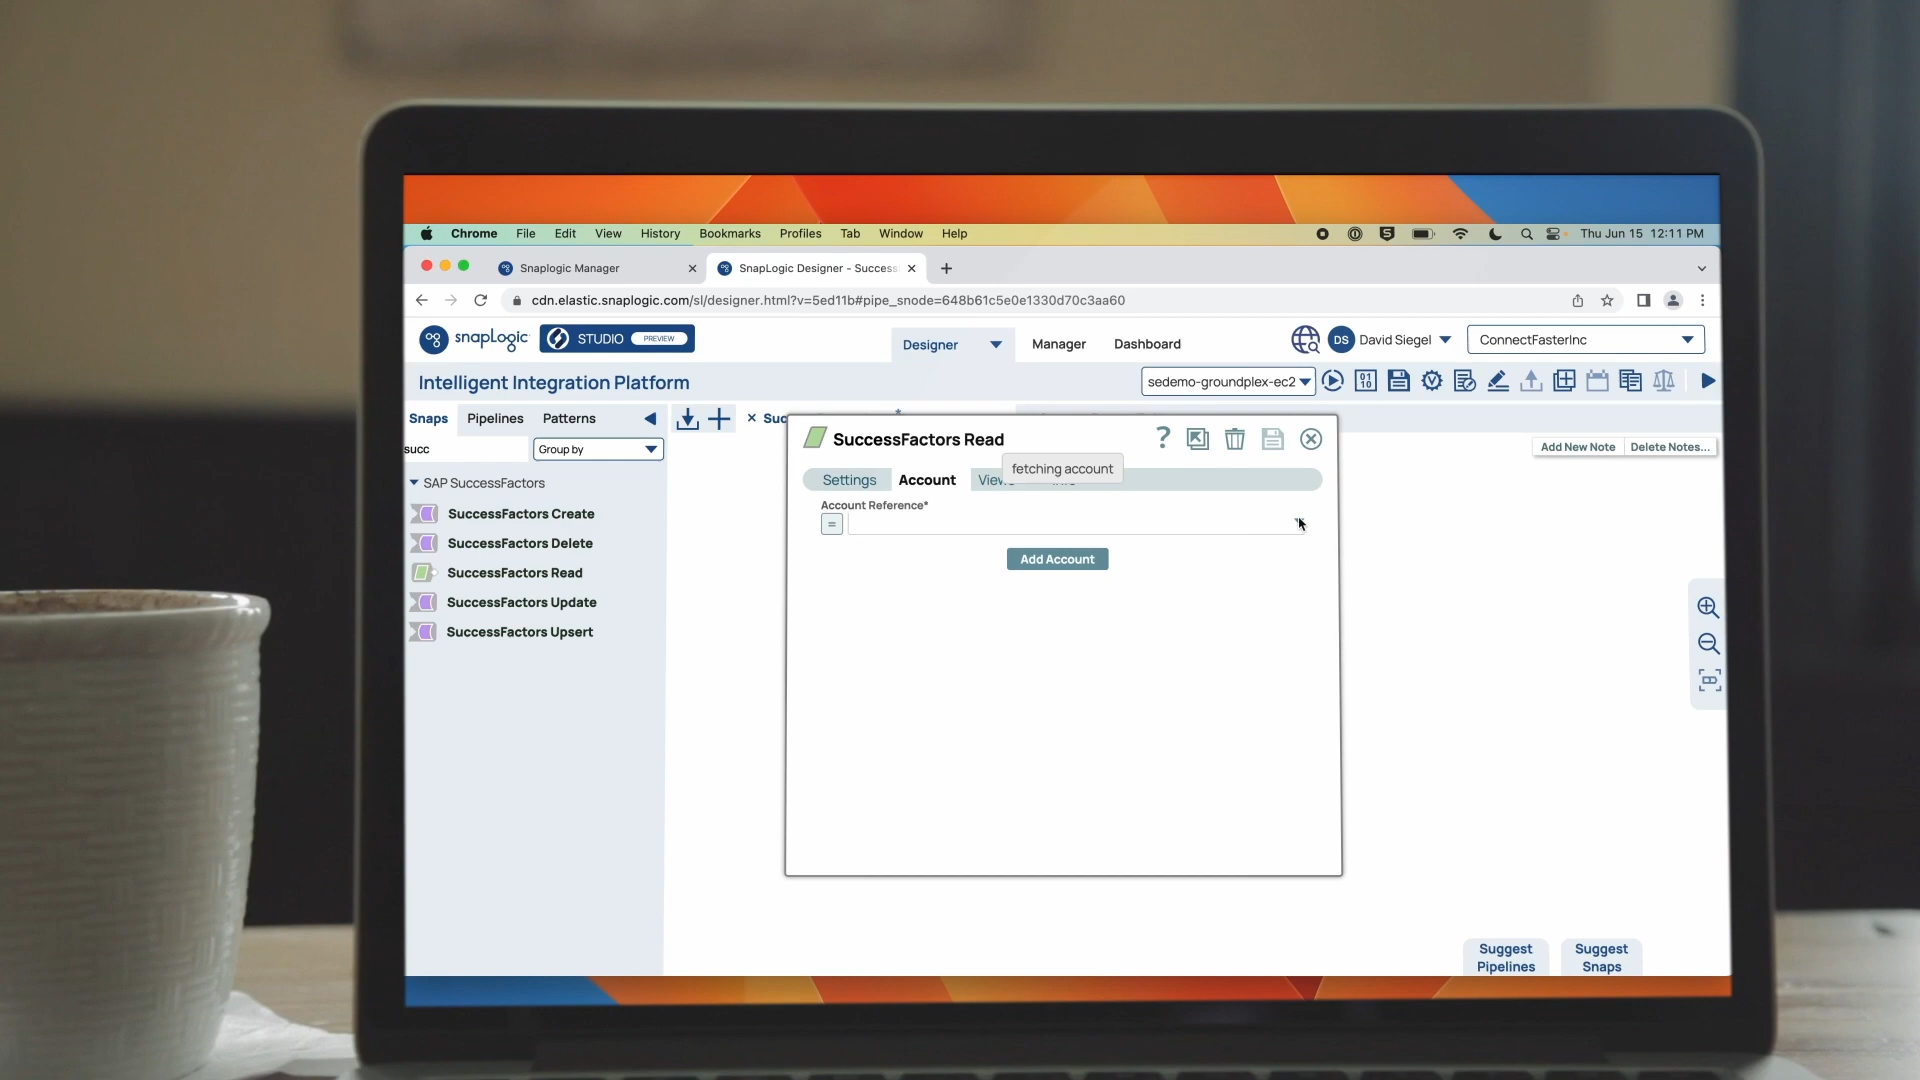 Chrome File Edit View History Bookmarks Profiles Tab Window Help Thu Jun 15 12:11 PM
Snaplogic Manager SnapLogic Designer - Success
cdn.elastic.snaplogic.com/sl/designer.html?v=5ed11b#pipe_snode=648b61c5e0e1330d70c3aa60
snapLogic STUDIO PREVIEW Designer Manager Dashboard DS David Siegel ConnectFasterInc
Intelligent Integration Platform sedemo-groundplex-ec2
Snaps Pipelines Patterns Suc
succ Group by
Add New Note Delete Notes...
SuccessFactors Read
fetching account
Settings Account View
Account Reference*
=
Add Account
SAP SuccessFactors
SuccessFactors Create
SuccessFactors Delete
SuccessFactors Read
SuccessFactors Update
SuccessFactors Upsert
Suggest Pipelines
Suggest Snaps